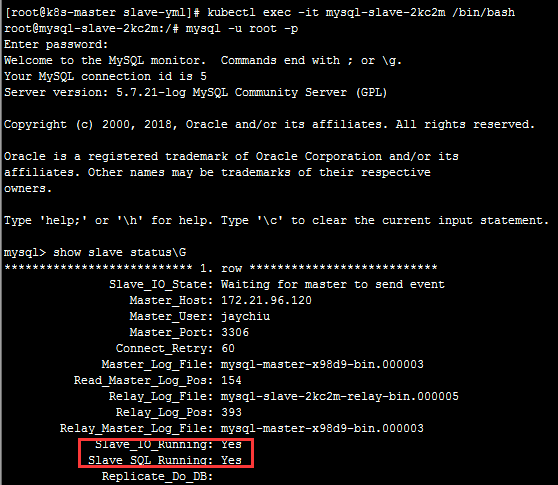 [root@k8s-master slave-yml]# kubectl exec -it mysql-slave-2kc2m /bin/bash
root@mysql-slave-2kc2m:/# mysql -u root -p
Enter password:
Welcome to the MySQL monitor.  Commands end with ; or \g.
Your MySQL connection id is 5
Server version: 5.7.21-log MySQL Community Server (GPL)
Copyright (c) 2000, 2018, Oracle and/or its affiliates. All rights reserved.
Oracle is a registered trademark of Oracle Corporation and/or its
affiliates. Other names may be trademarks of their respective
owners.
Type 'help;' or '\h' for help. Type '\c' to clear the current input statement.
mysql> show slave status\G
*************************** 1. row ***************************
Slave_IO_State: Waiting for master to send event
Master_Host: 172.21.96.120
Master_User: jaychiu
Master_Port: 3306
Connect_Retry: 60
Master_Log_File: mysql-master-x98d9-bin.000003
Read_Master_Log_Pos: 154
Relay_Log_File: mysql-slave-2kc2m-relay-bin.000005
Relay_Log_Pos: 393
Relay_Master_Log_File: mysql-master-x98d9-bin.000003
Slave_IO_Running: Yes
Slave_SQL_Running: Yes
Replicate_Do_DB: